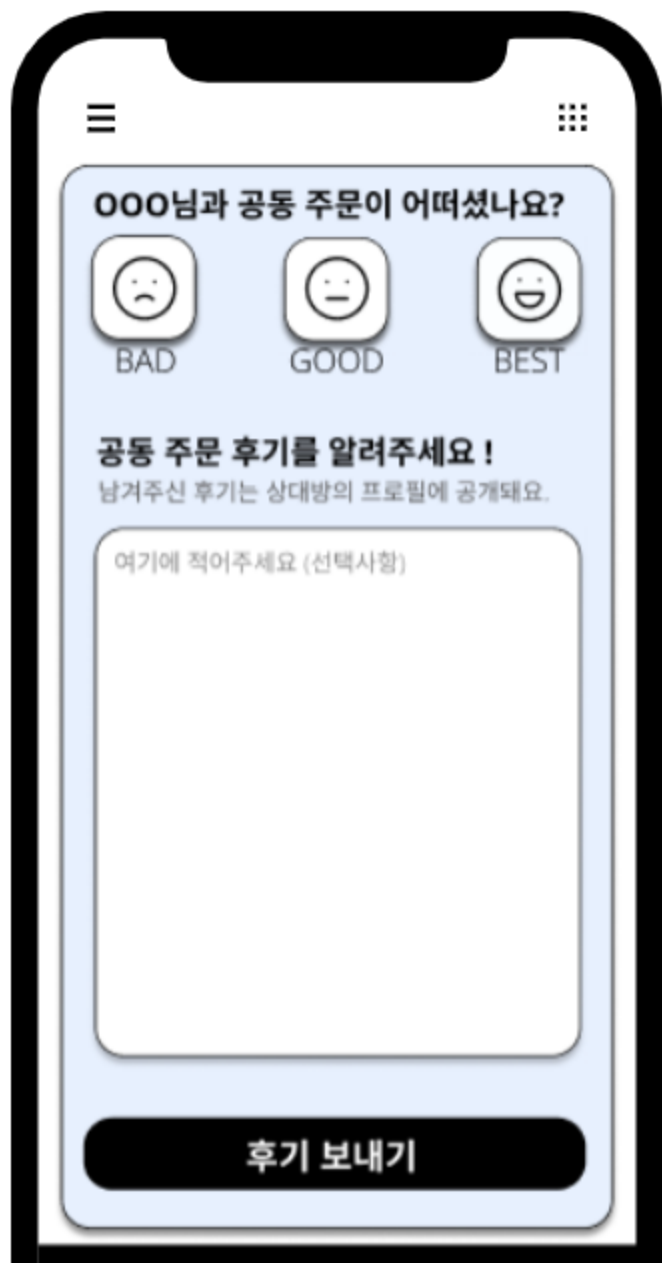 OOO님과 공동 주문이 어떠셨나요?
BAD GOOD BEST
공동 주문 후기를 알려주세요 !
남겨주신 후기는 상대방의 프로필에 공개돼요.
여기에 적어주세요 (선택사항)
후기 보내기